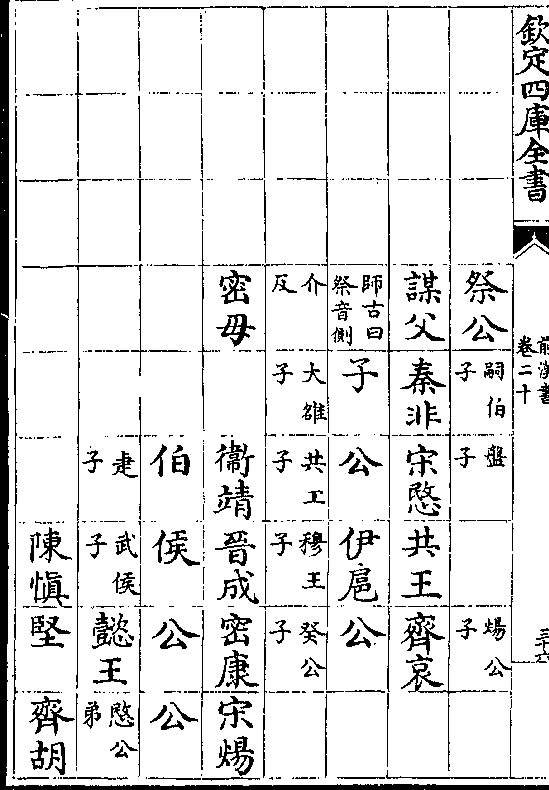 欽定四庫全書
前漢書
卷二十
三十六
祭公 嗣伯子 盤子 煬公子
謀父 秦非 宋愍 共王 齊哀
師古曰祭音側 子 公 伊扈 公
介反 大雒子 共工子 穆王子 癸公子
密母 衞靖 晉成 密康 宋煬
伯 侯 公 公
疌子 武侯子 懿王 愍公弟
陳慎 堅 齊胡